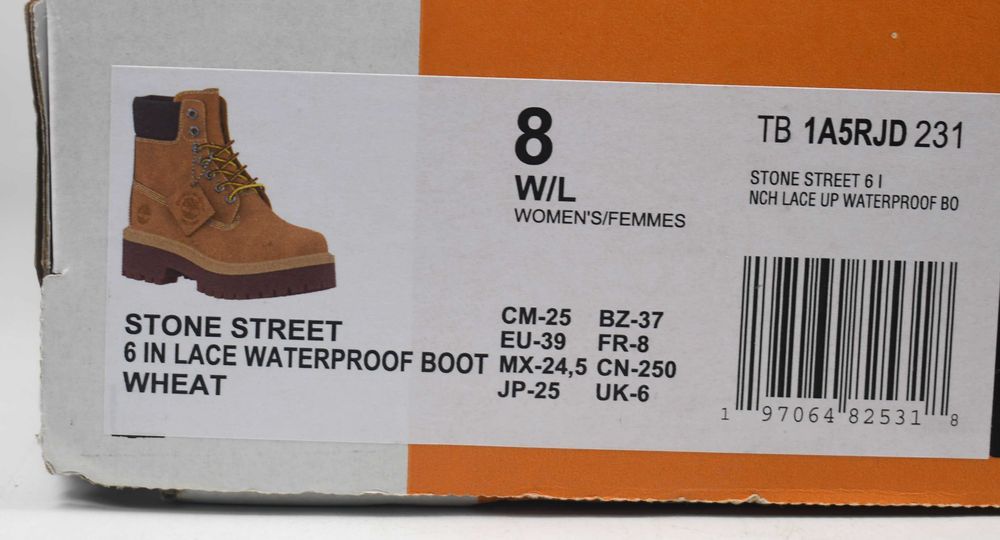 8
W/L
WOMEN'S/FEMMES
TB 1A5RJD 231
STONE STREET 6 I
NCH LACE UP WATERPROOF BO
STONE STREET
6 IN LACE WATERPROOF BOOT
WHEAT
CM-25 BZ-37
EU-39 FR-8
MX-24,5 CN-250
JP-25 UK-6
1 97064 82531 8